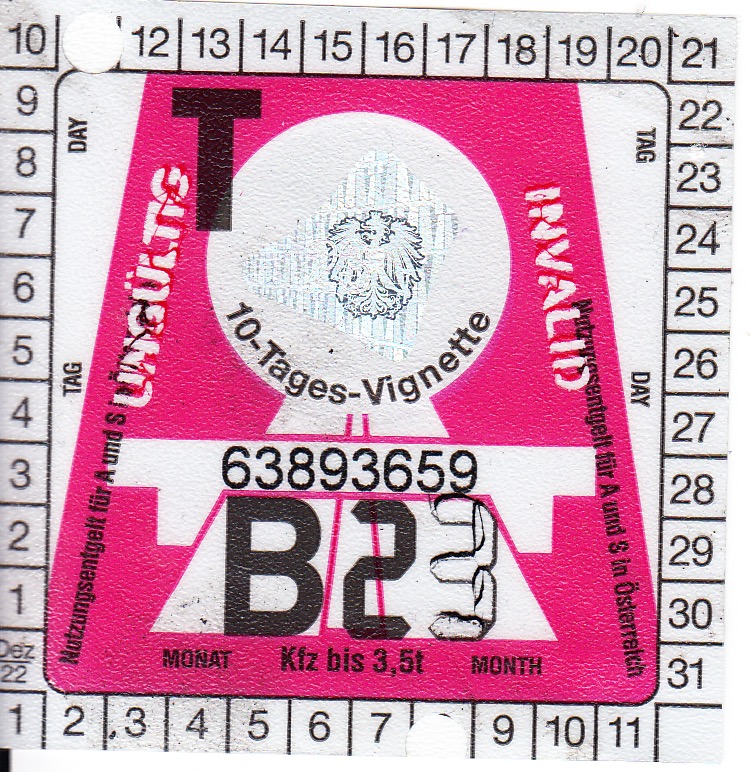 10 12 13 14 15 16 17 18 19 20 21
9 22
8 23
7 24
6 25
5 26
4 27
3 28
2 29
1 30
Dez 22 31
1 2 3 4 5 6 7 9 10 11
DAY
TAG
T
UNGÜLTIG
INVALID
10-Tages-Vignette
TAG
DAY
63893659
B23
Nutzungsentgelt für A und S in
Nutzungsentgelt für A und S in Österreich
MONAT Kfz bis 3,5t MONTH